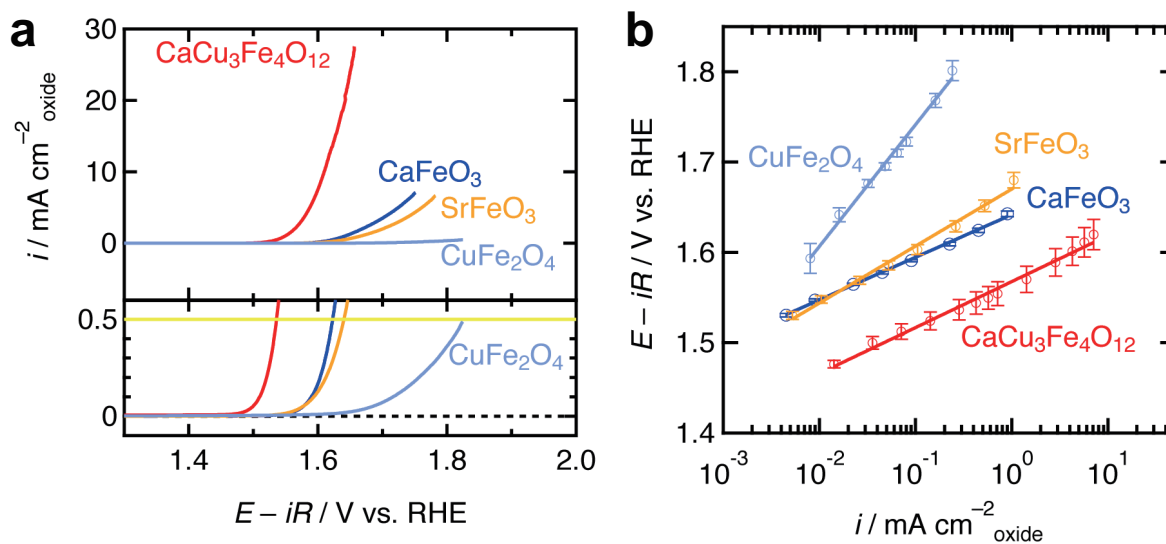 a
30
20
10
0
0.5
0
i / mA cm⁻²oxide
CaCu₃Fe₄O₁₂
CaFeO₃
SrFeO₃
CuFe₂O₄
CuFe₂O₄
1.4 1.6 1.8 2.0
E – iR / V vs. RHE
b
1.8
1.7
1.6
1.5
1.4
E – iR / V vs. RHE
CuFe₂O₄
SrFeO₃
CaFeO₃
CaCu₃Fe₄O₁₂
10⁻³ 10⁻² 10⁻¹ 10⁰ 10¹
i / mA cm⁻²oxide